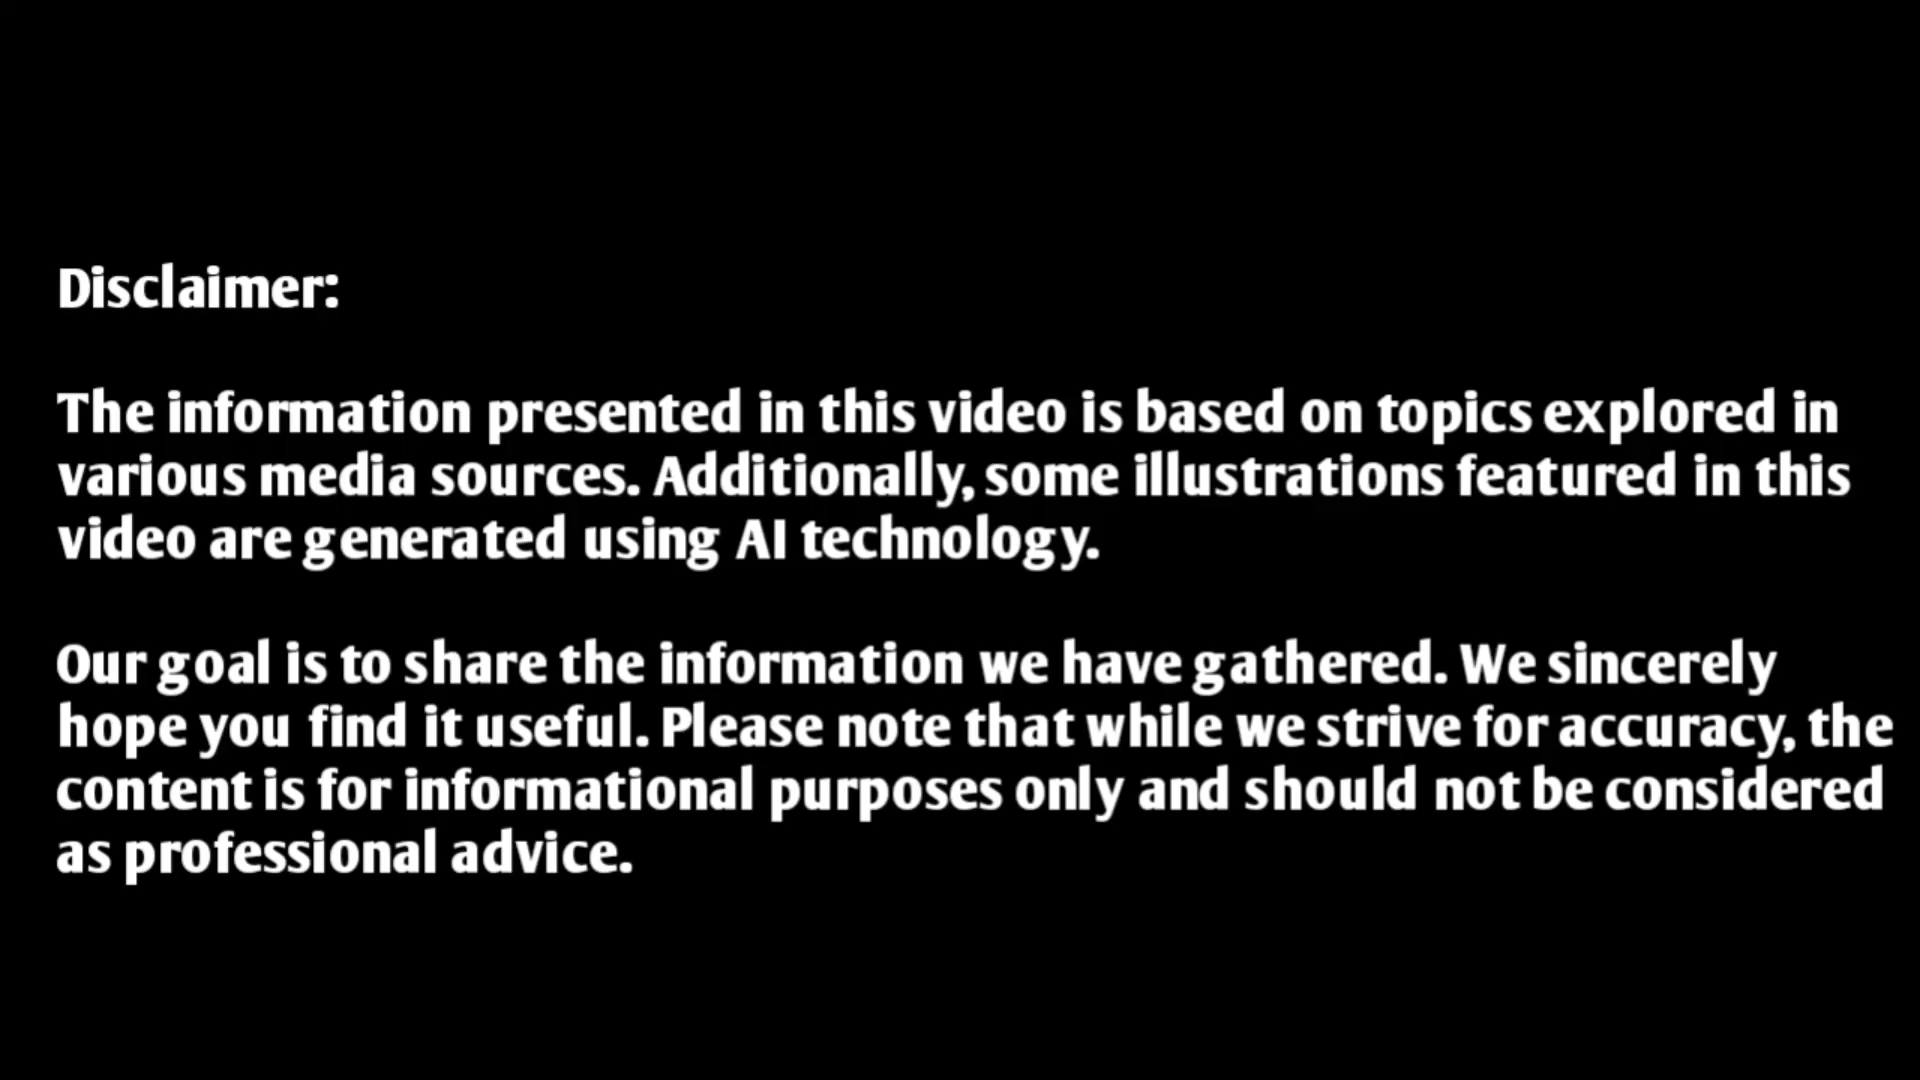 Disclaimer:
The information presented in this video is based on topics explored in
various media sources. Additionally, some illustrations featured in this
video are generated using AI technology.
Our goal is to share the information we have gathered. We sincerely
hope you find it useful. Please note that while we strive for accuracy, the
content is for informational purposes only and should not be considered
as professional advice.